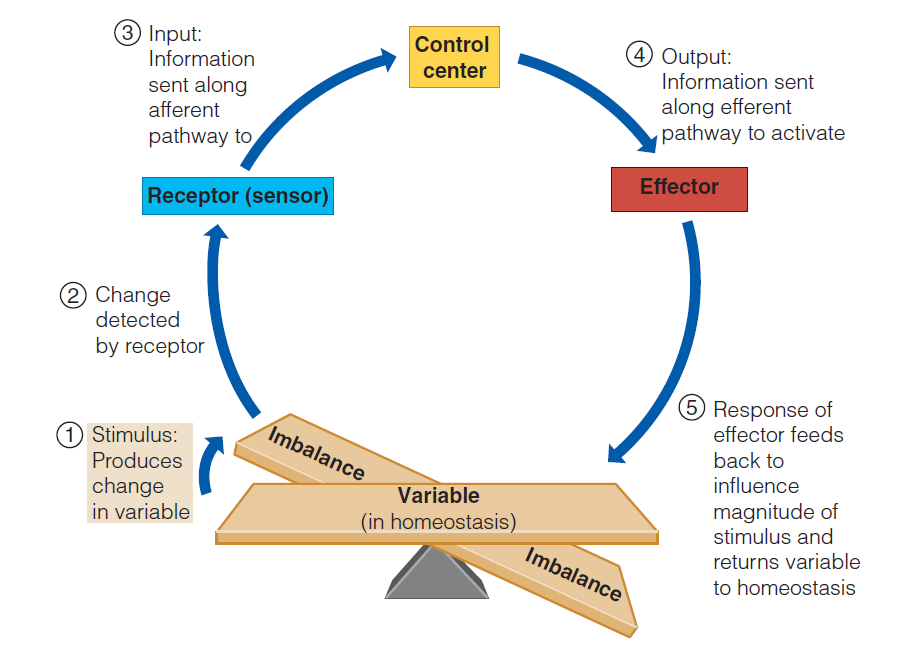 ③ Input:
Information
sent along
afferent
pathway to
Control
center
④ Output:
Information sent
along efferent
pathway to activate
Receptor (sensor)
Effector
② Change
detected
by receptor
① Stimulus:
Produces
change
in variable
Imbalance
Variable
(in homeostasis)
Imbalance
⑤ Response of
effector feeds
back to
influence
magnitude of
stimulus and
returns variable
to homeostasis